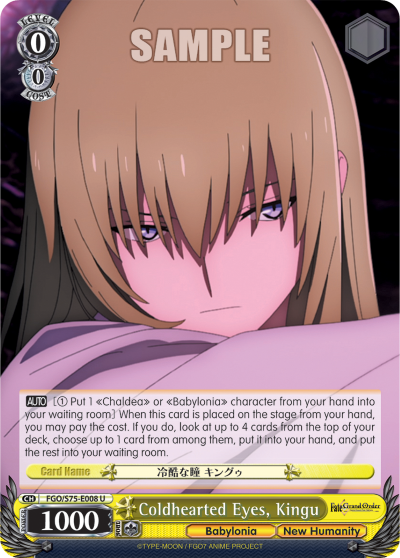 LEVEL
0
0
COST
SAMPLE
AUTO [① Put 1 «Chaldea» or «Babylonia» character from your hand into
your waiting room] When this card is placed on the stage from your hand,
you may pay the cost. If you do, look at up to 4 cards from the top of your
deck, choose up to 1 card from among them, put it into your hand, and put
the rest into your waiting room.
Card Name 冷酷な瞳 キングゥ
CH FGO/S75-E008 U
POWER 1000
Coldhearted Eyes, Kingu
Fate/Grand Order
Babylonia New Humanity
©TYPE-MOON / FGO7 ANIME PROJECT